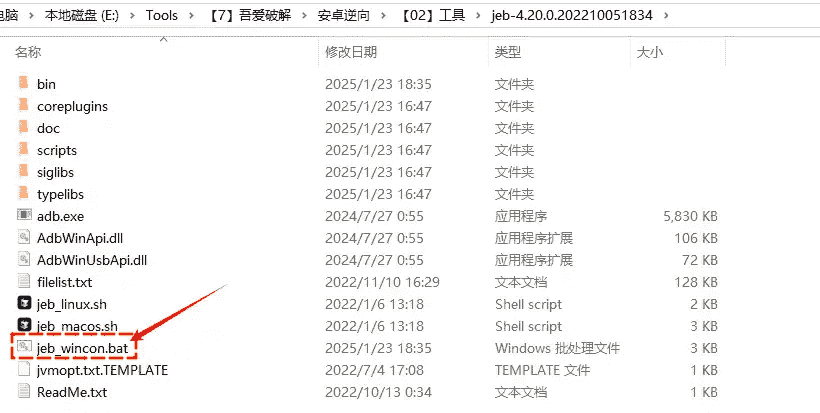 电脑 > 本地磁盘 (E:) > Tools > 【7】吾爱破解 > 安卓逆向 > 【02】工具 > jeb-4.20.0.202210051834 >
名称 修改日期 类型 大小
bin 2025/1/23 18:35 文件夹
coreplugins 2025/1/23 16:47 文件夹
doc 2025/1/23 16:47 文件夹
scripts 2025/1/23 16:47 文件夹
siglibs 2025/1/23 16:47 文件夹
typelibs 2025/1/23 16:47 文件夹
adb.exe 2024/7/27 0:55 应用程序 5,830 KB
AdbWinApi.dll 2024/7/27 0:55 应用程序扩展 106 KB
AdbWinUsbApi.dll 2024/7/27 0:55 应用程序扩展 72 KB
filelist.txt 2022/11/10 16:29 文本文档 128 KB
jeb_linux.sh 2022/1/6 13:18 Shell script 2 KB
jeb_macos.sh 2022/1/6 13:18 Shell script 3 KB
jeb_wincon.bat 2025/1/23 18:35 Windows 批处理文件 3 KB
jvmopt.txt.TEMPLATE 2022/7/4 17:08 TEMPLATE 文件 1 KB
ReadMe.txt 2022/10/13 0:34 文本文档 1 KB